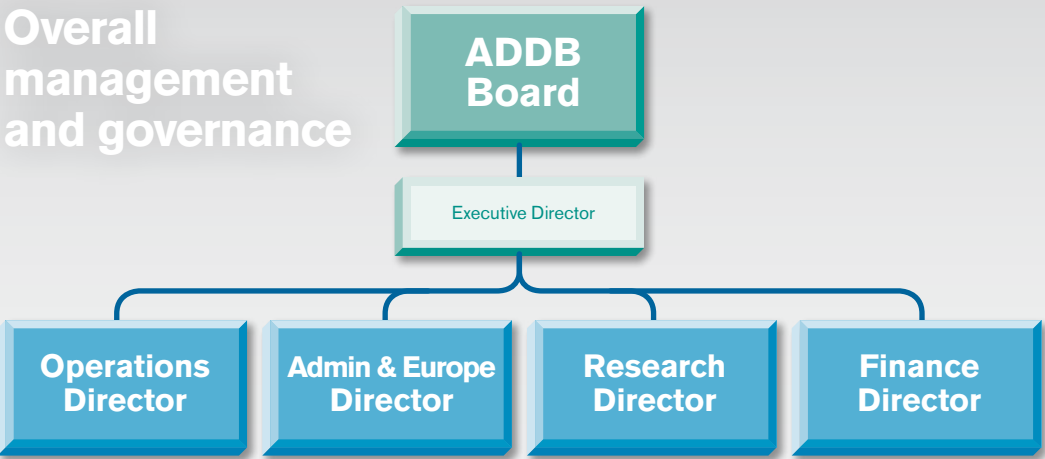 Overall
management
and governance
ADDB
Board
Executive Director
Operations
Director
Admin & Europe
Director
Research
Director
Finance
Director